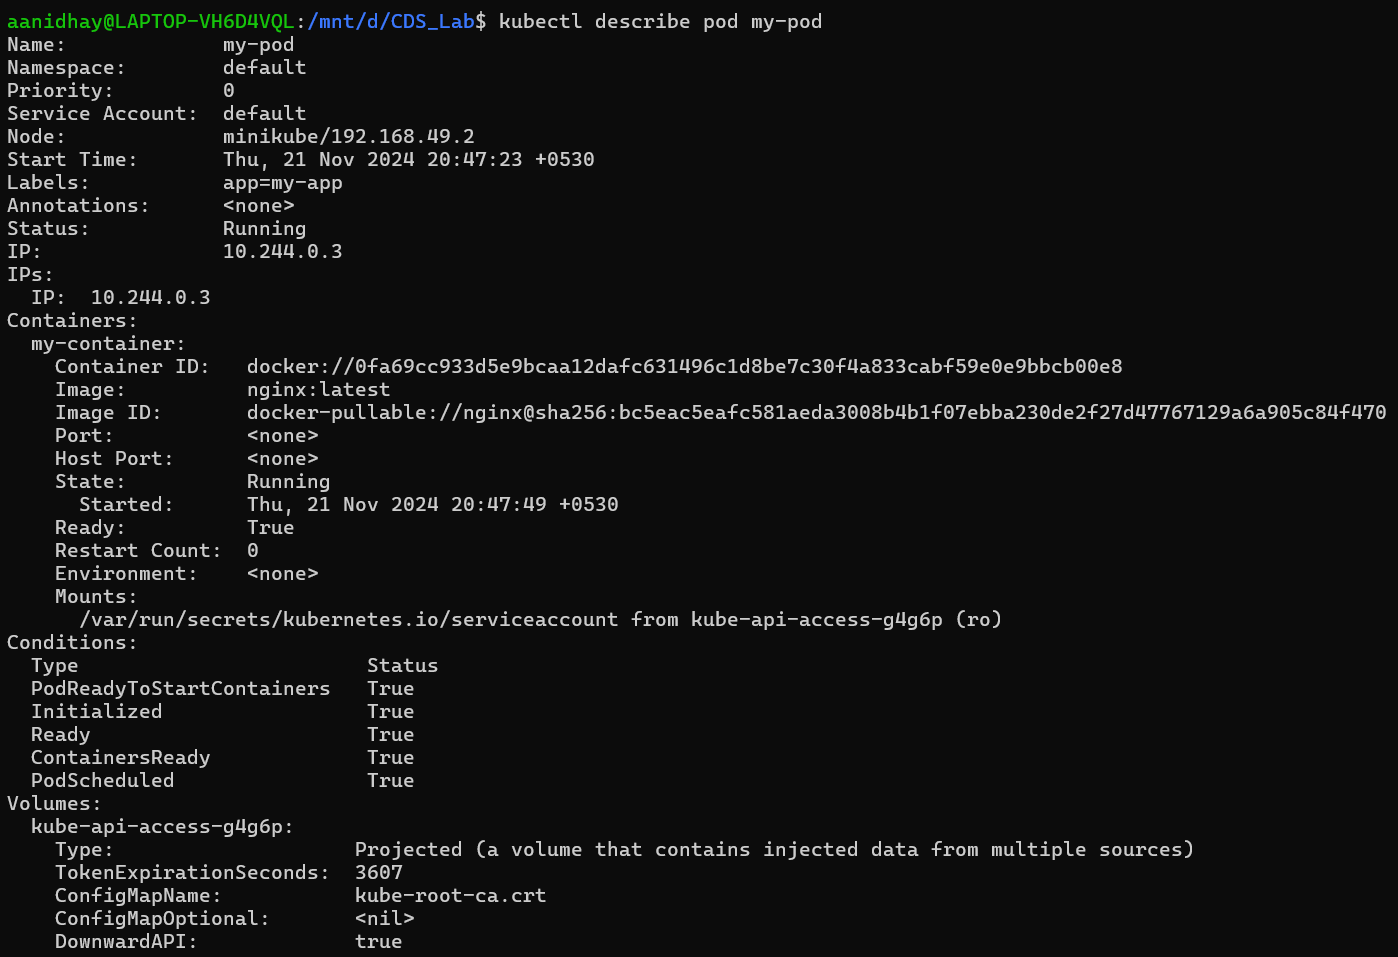 aanidhay@LAPTOP-VH6D4VQL:/mnt/d/CDS_Lab$ kubectl describe pod my-pod
Name:             my-pod
Namespace:        default
Priority:         0
Service Account:  default
Node:             minikube/192.168.49.2
Start Time:       Thu, 21 Nov 2024 20:47:23 +0530
Labels:           app=my-app
Annotations:      <none>
Status:           Running
IP:               10.244.0.3
IPs:
  IP:  10.244.0.3
Containers:
  my-container:
    Container ID:   docker://0fa69cc933d5e9bcaa12dafc631496c1d8be7c30f4a833cabf59e0e9bbcb00e8
    Image:          nginx:latest
    Image ID:       docker-pullable://nginx@sha256:bc5eac5eafc581aeda3008b4b1f07ebba230de2f27d47767129a6a905c84f470
    Port:           <none>
    Host Port:      <none>
    State:          Running
      Started:      Thu, 21 Nov 2024 20:47:49 +0530
    Ready:          True
    Restart Count:  0
    Environment:    <none>
    Mounts:
      /var/run/secrets/kubernetes.io/serviceaccount from kube-api-access-g4g6p (ro)
Conditions:
  Type                        Status
  PodReadyToStartContainers   True
  Initialized                 True
  Ready                       True
  ContainersReady             True
  PodScheduled                True
Volumes:
  kube-api-access-g4g6p:
    Type:                    Projected (a volume that contains injected data from multiple sources)
    TokenExpirationSeconds:  3607
    ConfigMapName:           kube-root-ca.crt
    ConfigMapOptional:       <nil>
    DownwardAPI:             true